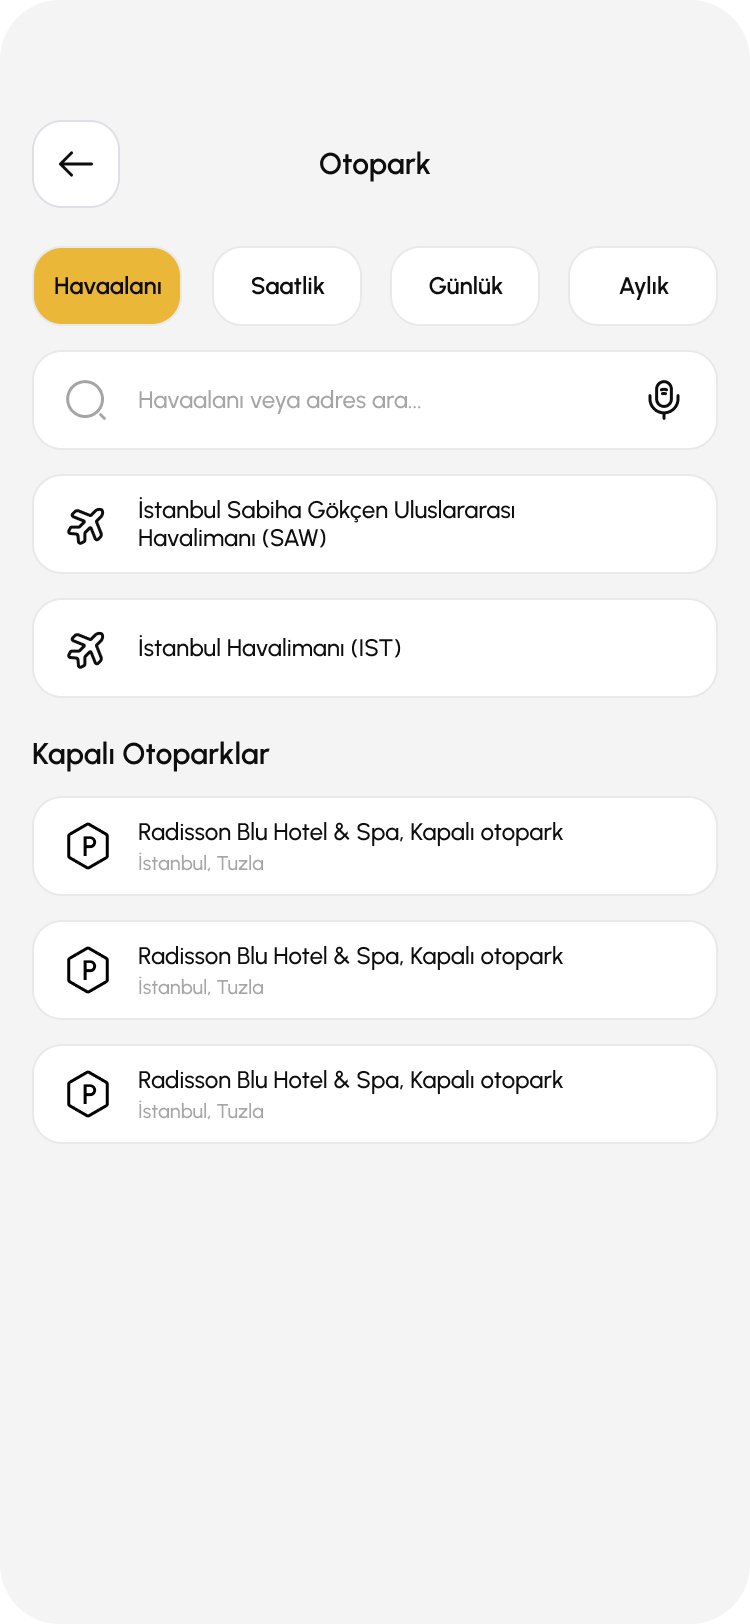 Otopark
Havaalanı
Saatlik
Günlük
Aylık
Havaalanı veya adres ara...
İstanbul Sabiha Gökçen Uluslararası
Havalimanı (SAW)
İstanbul Havalimanı (IST)
Kapalı Otoparklar
P
Radisson Blu Hotel & Spa, Kapalı otopark
İstanbul, Tuzla
P
Radisson Blu Hotel & Spa, Kapalı otopark
İstanbul, Tuzla
P
Radisson Blu Hotel & Spa, Kapalı otopark
İstanbul, Tuzla